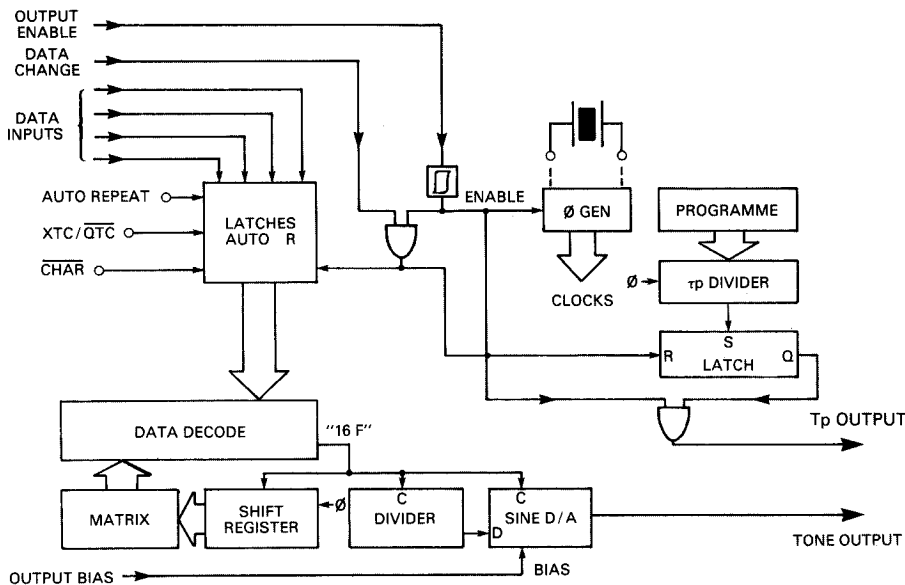 OUTPUT
ENABLE
DATA
CHANGE
DATA
INPUTS
AUTO REPEAT
XTC/QTC
CHAR
LATCHES
AUTO R
ENABLE
Ø GEN
CLOCKS
PROGRAMME
Ø
τp DIVIDER
S
R
Q
LATCH
DATA DECODE
"16 F"
Tp OUTPUT
MATRIX
SHIFT
REGISTER
Ø
C
DIVIDER
C
SINE D/A
D
TONE OUTPUT
OUTPUT BIAS
BIAS